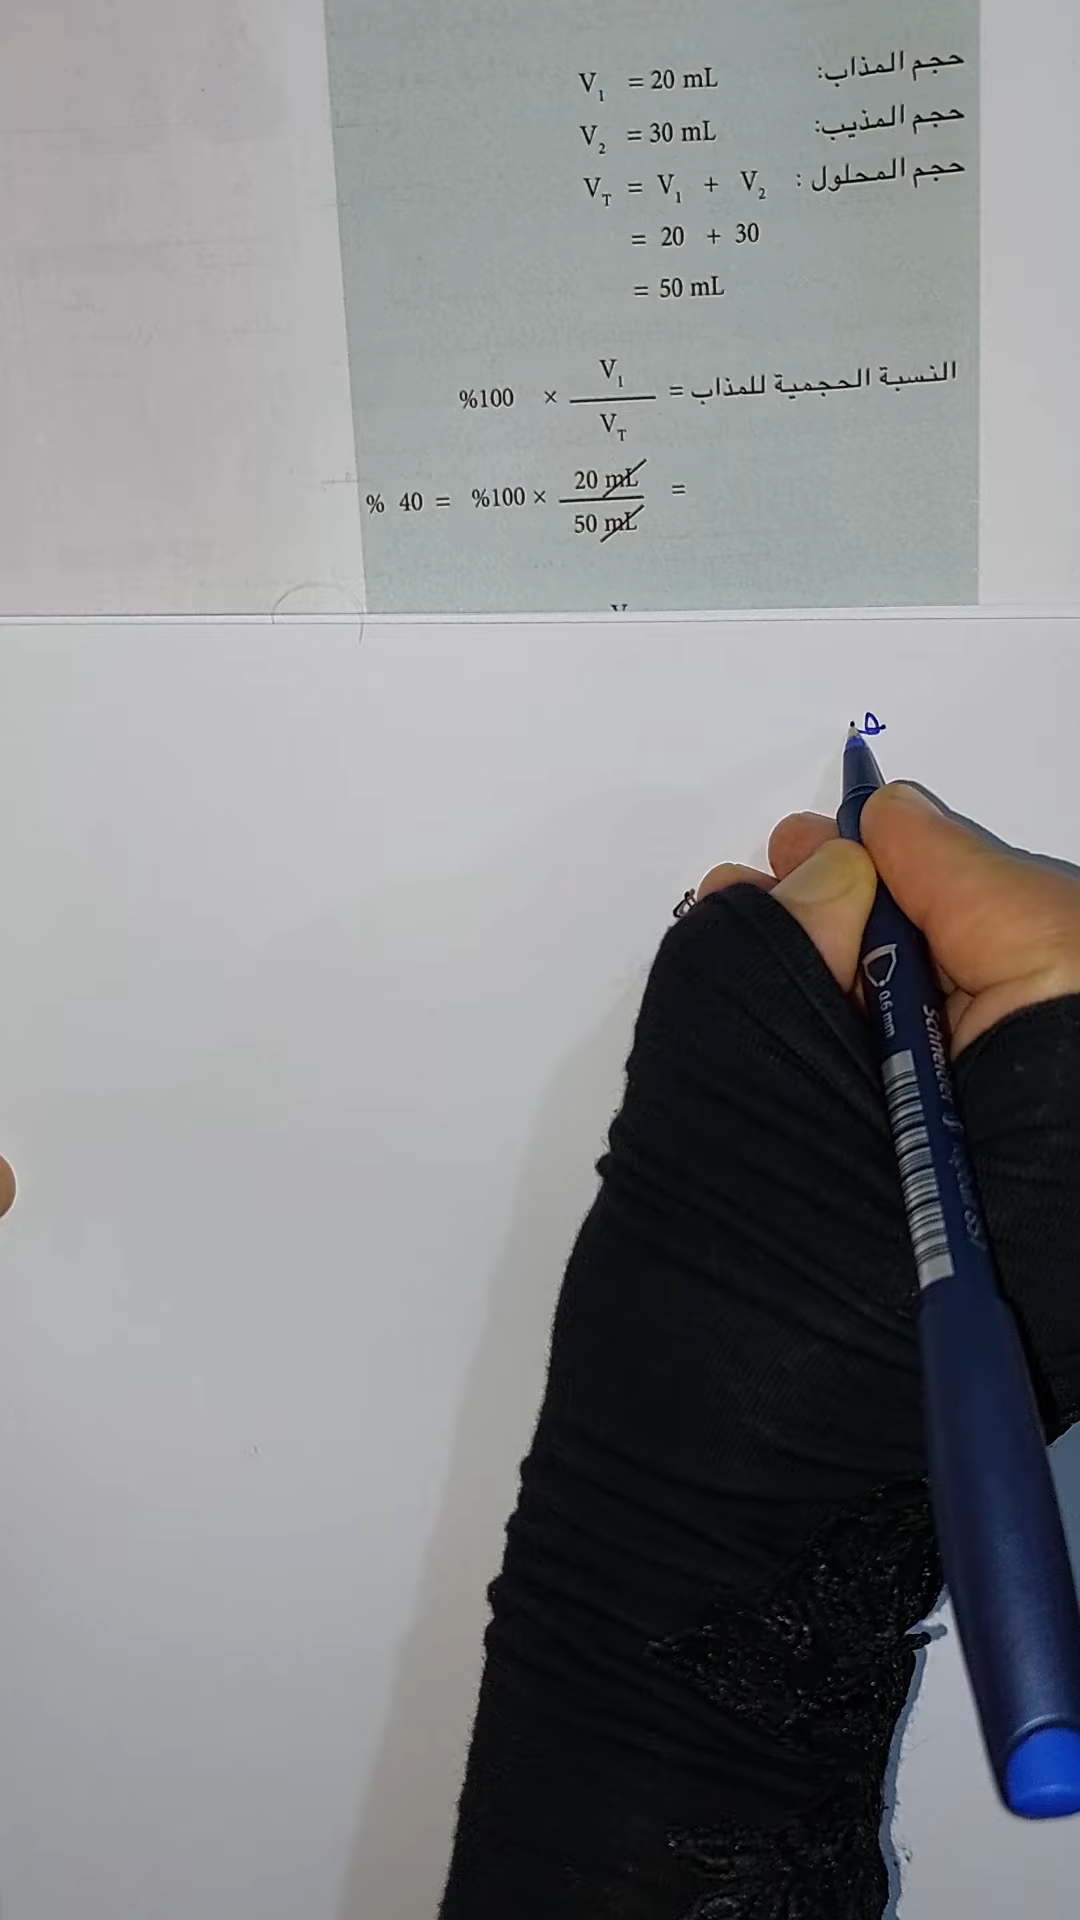 حجم المذاب: V₁ = 20 mL
حجم المذيب: V₂ = 30 mL
حجم المحلول : V_T = V₁ + V₂
= 20 + 30
= 50 mL
النسبة الحجمية للمذاب = V₁ / V_T × %100
= 20 mL / 50 mL × %100 = 40 %
0.6 mm
Schneider